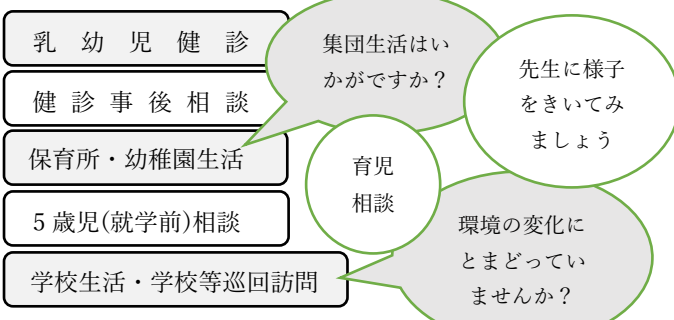 乳幼児健診
健診事後相談
保育所・幼稚園生活
5歳児(就学前)相談
学校生活・学校等巡回訪問
集団生活はい
かがですか？
先生に様子
をきいてみ
ましょう
育児
相談
環境の変化に
とまどってい
ませんか？